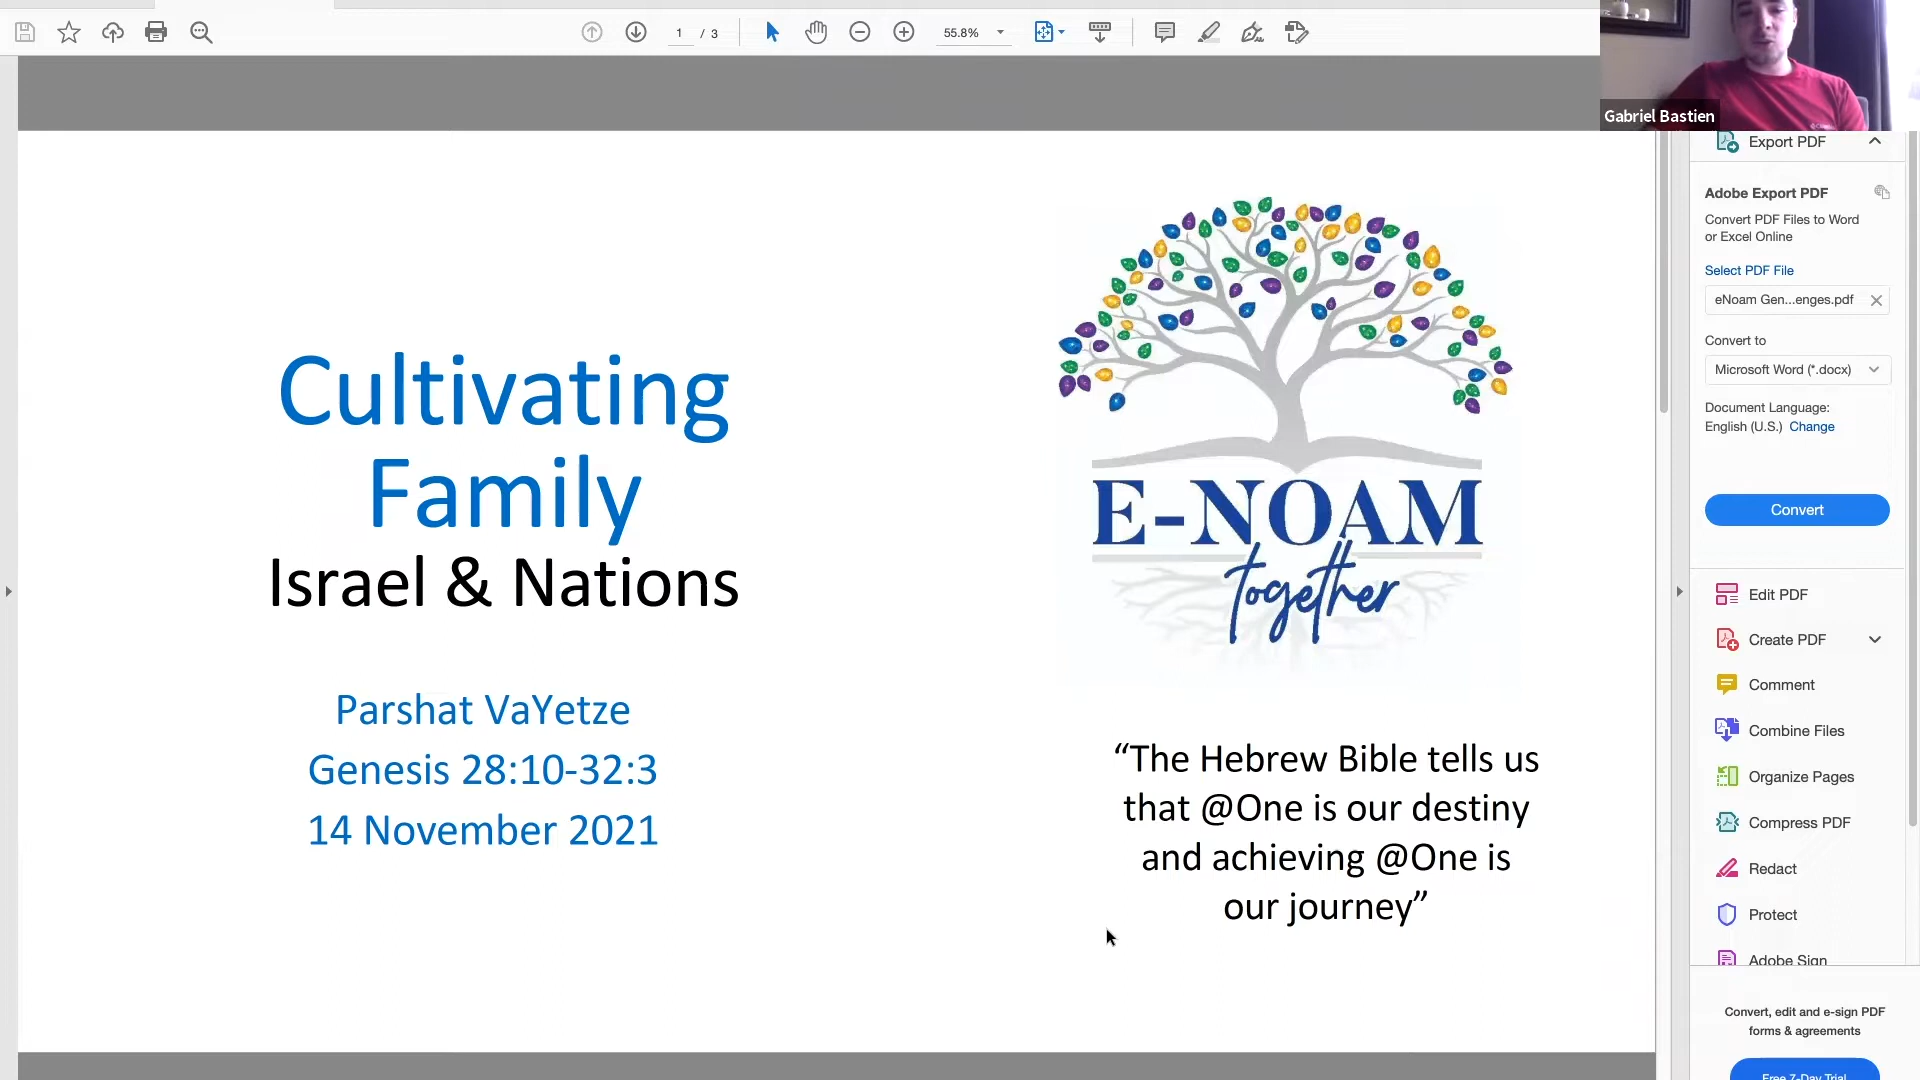 1 / 3
55.8%
Gabriel Bastien
Cultivating
Family
Israel & Nations
Parshat VaYetze
Genesis 28:10-32:3
14 November 2021
E-NOAM
together
“The Hebrew Bible tells us
that @One is our destiny
and achieving @One is
our journey”
Export PDF
Adobe Export PDF
Convert PDF Files to Word
or Excel Online
Select PDF File
eNoam Gen...enges.pdf
Convert to
Microsoft Word (*.docx)
Document Language:
English (U.S.) Change
Convert
Edit PDF
Create PDF
Comment
Combine Files
Organize Pages
Compress PDF
Redact
Protect
Adobe Sign
Convert, edit and e-sign PDF
forms & agreements
Free 7-Day Trial